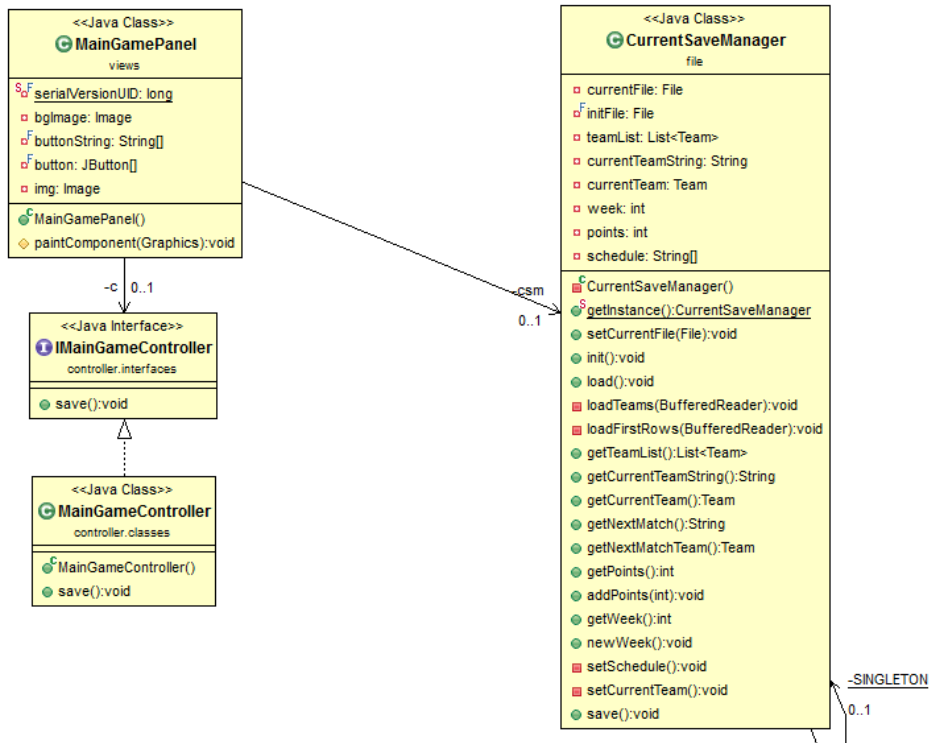 <<Java Class>>
MainGamePanel
views
serialVersionUID: long
bgImage: Image
buttonString: String[]
button: JButton[]
img: Image
MainGamePanel()
paintComponent(Graphics):void
-c 0..1
<<Java Interface>>
IMainGameController
controller.interfaces
save():void
<<Java Class>>
MainGameController
controller.classes
MainGameController()
save():void
-csm
0..1
<<Java Class>>
CurrentSaveManager
file
currentFile: File
initFile: File
teamList: List<Team>
currentTeamString: String
currentTeam: Team
week: int
points: int
schedule: String[]
CurrentSaveManager()
getInstance():CurrentSaveManager
setCurrentFile(File):void
init():void
load():void
loadTeams(BufferedReader):void
loadFirstRows(BufferedReader):void
getTeamList():List<Team>
getCurrentTeamString():String
getCurrentTeam():Team
getNextMatch():String
getNextMatchTeam():Team
getPoints():int
addPoints(int):void
getWeek():int
newWeek():void
setSchedule():void
setCurrentTeam():void
save():void
-SINGLETON
0..1